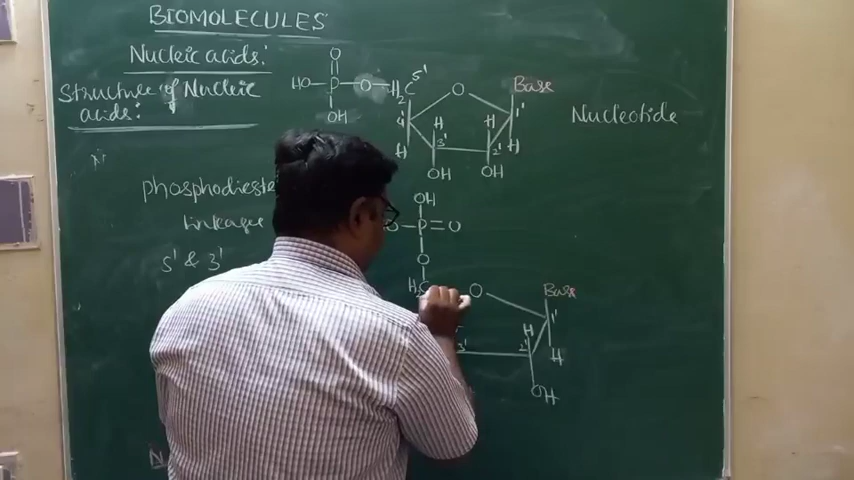 BIOMOLECULES
Nucleic acids:
Structure of Nucleic
acids:
O
HO-P-O-H2C 5'
OH
O
Base
4'
H
H
H
1'
H
3'
2'
OH
OH
Nucleotide
phosphodieste
Linkages
5' & 3'
OH
P=O
O
H2C
O
Base
1'
H
3'
2'
H
OH
N